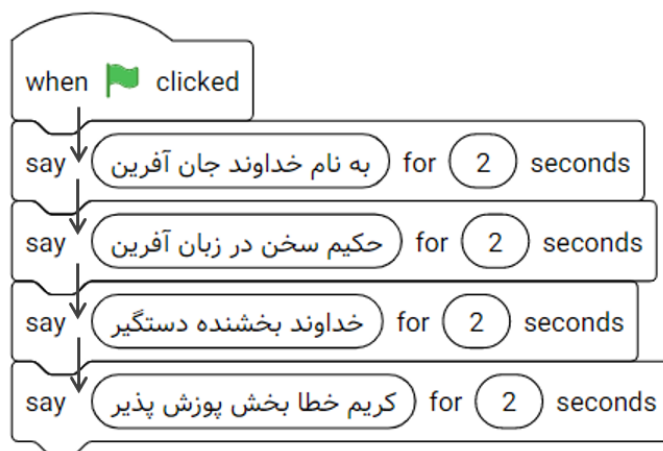 when clicked
say به نام خداوند جان آفرین for 2 seconds
say حکیم سخن در زبان آفرین for 2 seconds
say خداوند بخشنده دستگیر for 2 seconds
say کریم خطا بخش پوزش پذیر for 2 seconds